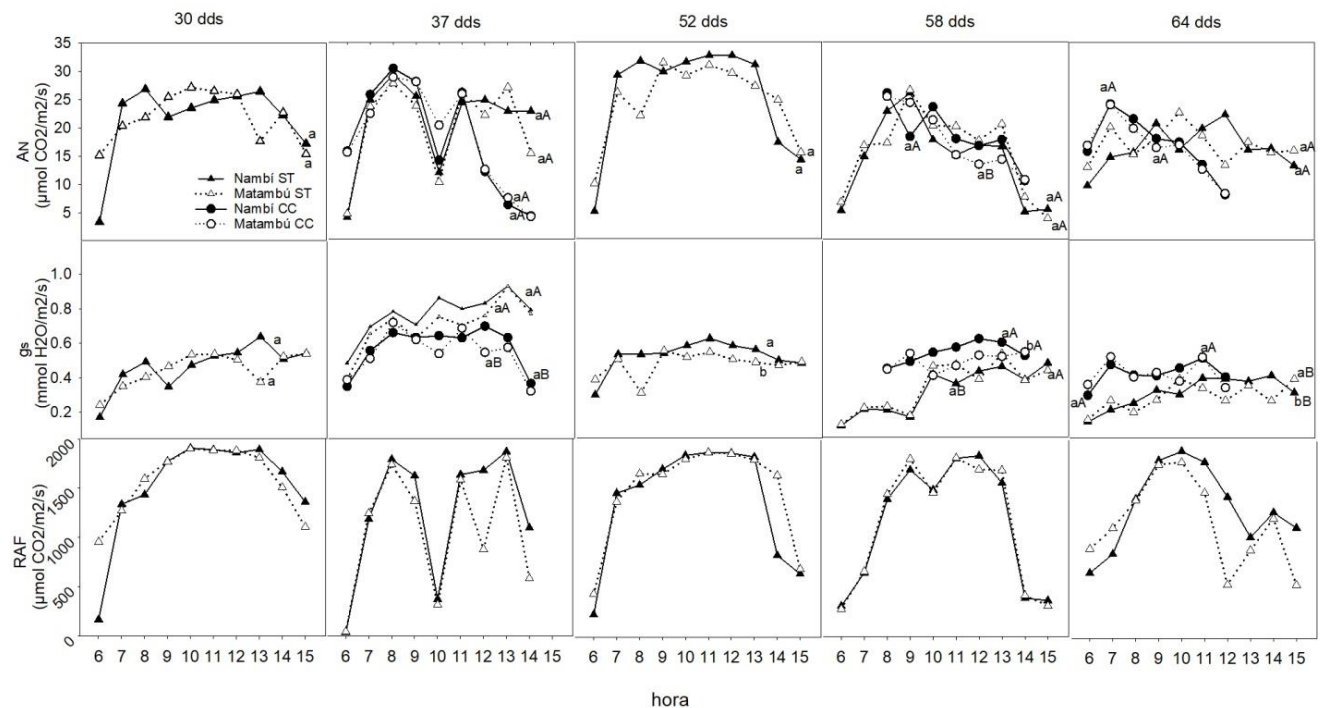 30 dds 37 dds 52 dds 58 dds 64 dds
35
30
25
20
15
10
5
An
(µmol CO2/m2/s)
Nambí ST
Matambú ST
Nambí CC
Matambú CC
a
a
aA
aA
aA
aA
a
a
aA
aB
aA
aA
aA
aA
aA
1.0
0.8
0.6
0.4
0.2
gs
(mmol H2O/m2/s)
a
a
aA
aA
aB
aB
a
b
aA
bA
aA
aB
aA
aA
aB
bB
2000
1500
1000
500
0
RAF
(µmol CO2/m2/s)
6 7 8 9 10 11 12 13 14 15 6 7 8 9 10 11 12 13 14 15 6 7 8 9 10 11 12 13 14 15 6 7 8 9 10 11 12 13 14 15 6 7 8 9 10 11 12 13 14 15
hora